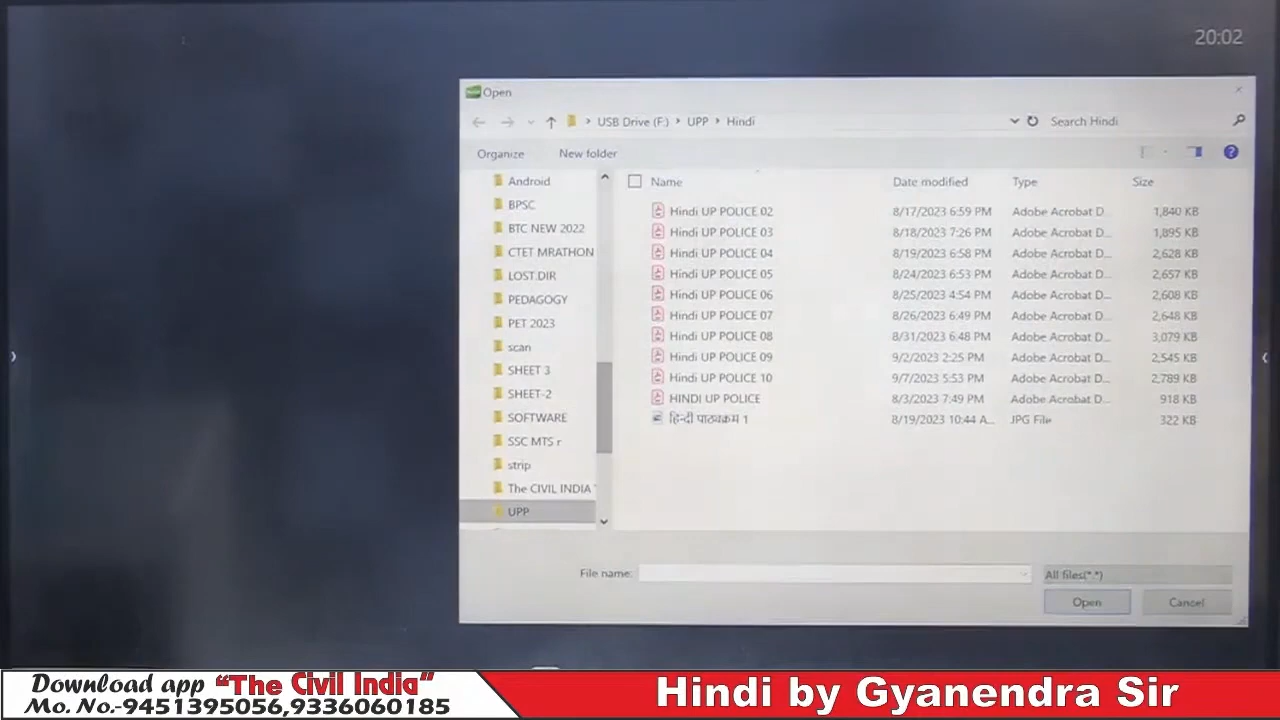 20:02
Open
USB Drive (F:) > UPP > Hindi
Search Hindi
Organize
New folder
Android
BPSC
BTC NEW 2022
CTET MRATHON
LOST.DIR
PEDAGOGY
PET 2023
scan
SHEET 3
SHEET-2
SOFTWARE
SSC MTS r
strip
The CIVIL INDIA
UPP
Name Date modified Type Size
Hindi UP POLICE 02 8/17/2023 6:59 PM Adobe Acrobat D... 1,840 KB
Hindi UP POLICE 03 8/18/2023 7:26 PM Adobe Acrobat D... 1,895 KB
Hindi UP POLICE 04 8/19/2023 6:58 PM Adobe Acrobat D... 2,628 KB
Hindi UP POLICE 05 8/24/2023 6:53 PM Adobe Acrobat D... 2,657 KB
Hindi UP POLICE 06 8/25/2023 4:54 PM Adobe Acrobat D... 2,608 KB
Hindi UP POLICE 07 8/26/2023 6:49 PM Adobe Acrobat D... 2,648 KB
Hindi UP POLICE 08 8/31/2023 6:48 PM Adobe Acrobat D... 3,079 KB
Hindi UP POLICE 09 9/2/2023 2:25 PM Adobe Acrobat D... 2,545 KB
Hindi UP POLICE 10 9/7/2023 5:53 PM Adobe Acrobat D... 2,789 KB
HINDI UP POLICE 8/3/2023 7:49 PM Adobe Acrobat D... 918 KB
हिन्दी पाठ्यक्रम 1 8/19/2023 10:44 A... JPG File 322 KB
File name:
All files(*.*)
Open
Cancel
Download app "The Civil India"
Mo. No.-9451395056,9336060185
Hindi by Gyanendra Sir